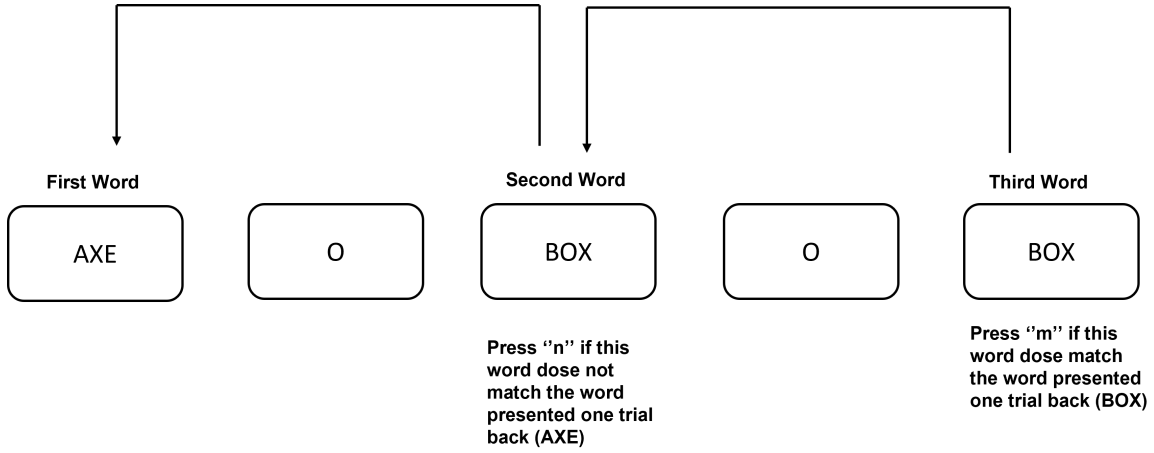 First Word
Second Word
Third Word
AXE
O
BOX
O
BOX
Press ‘’n’’ if this
word dose not
match the word
presented one trial
back (AXE)
Press ‘’m’’ if this
word dose match
the word presented
one trial back (BOX)